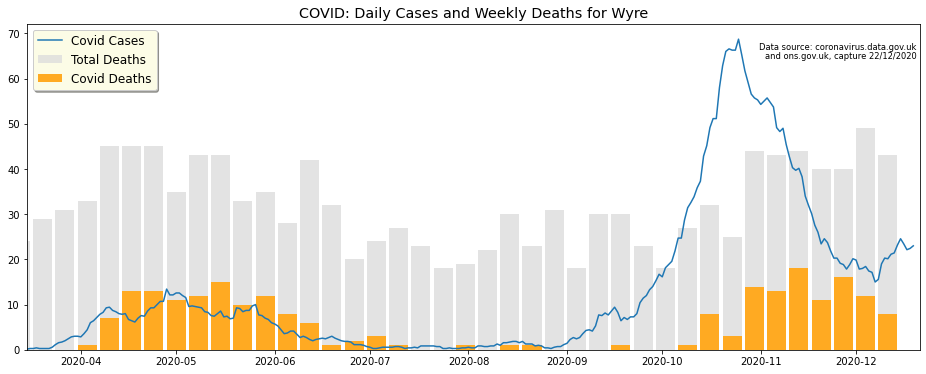 COVID: Daily Cases and Weekly Deaths for Wyre
70
60
50
40
30
20
10
0
Covid Cases
Total Deaths
Covid Deaths
Data source: coronavirus.data.gov.uk
and ons.gov.uk, capture 22/12/2020
2020-04
2020-05
2020-06
2020-07
2020-08
2020-09
2020-10
2020-11
2020-12